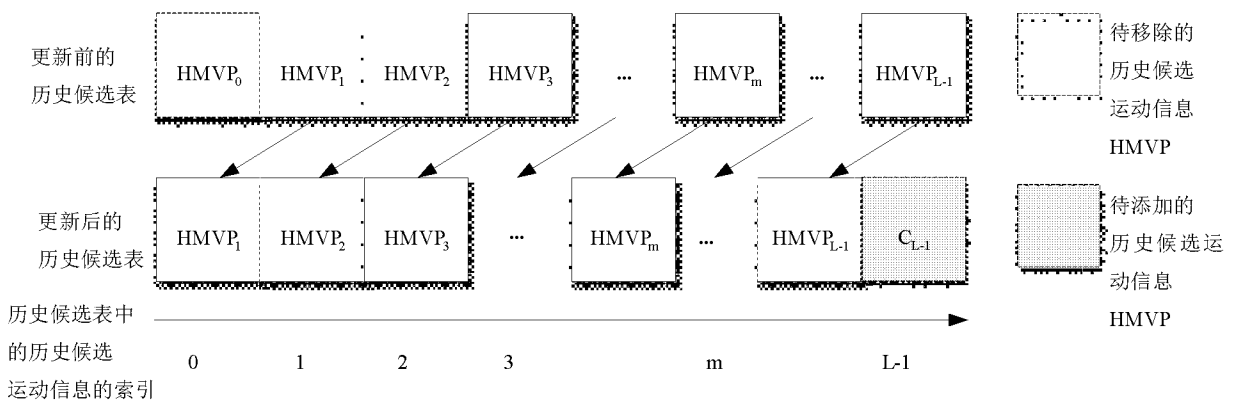 更新前的
历史候选表
HMVP0 HMVP1 HMVP2 HMVP3 ... HMVPm ... HMVPL-1
待移除的
历史候选
运动信息
HMVP
更新后的
历史候选表
HMVP1 HMVP2 HMVP3 ... HMVPm ... HMVPL-1 CL-1
待添加的
历史候选运
动信息
HMVP
历史候选表中
的历史候选
运动信息的索引
0 1 2 3 m L-1